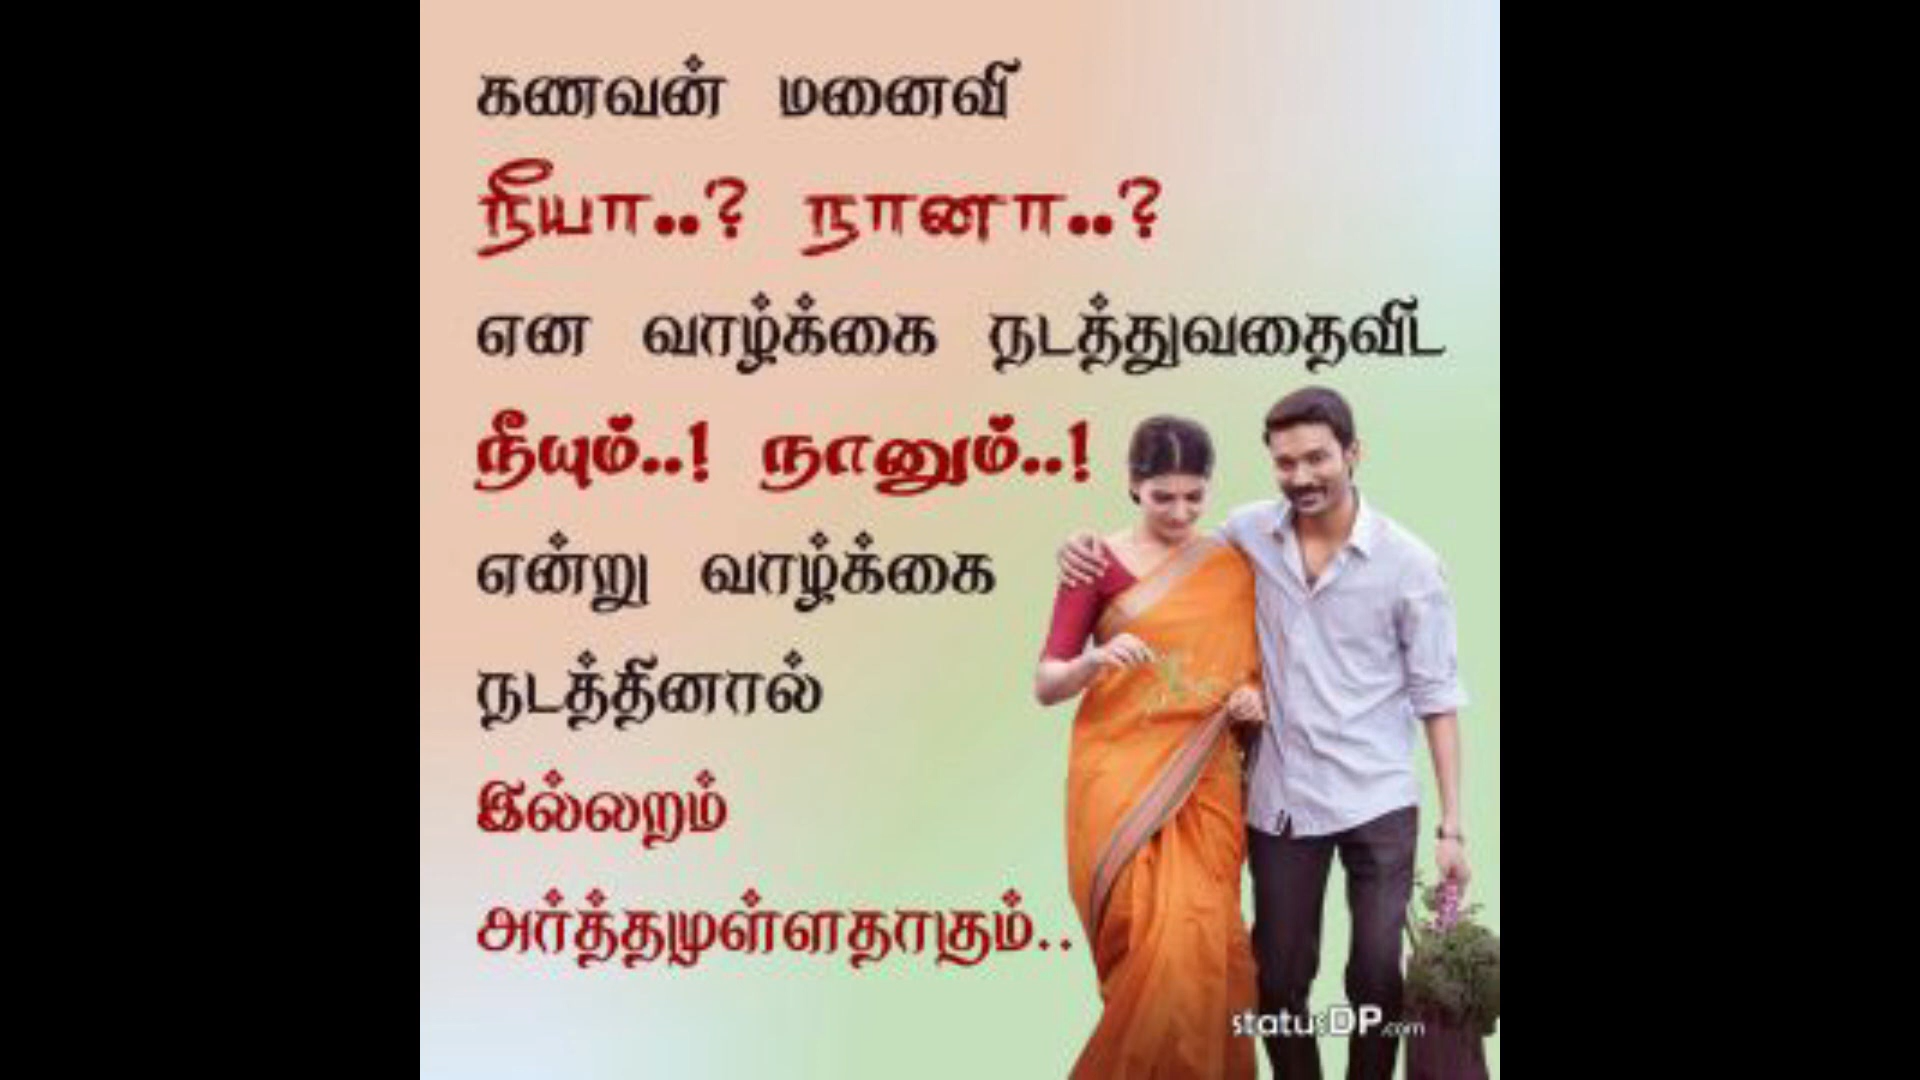 கணவன் மனைவி
நீயா..? நானா..?
என வாழ்க்கை நடத்துவதைவிட
நீயும்..! நானும்..!
என்று வாழ்க்கை
நடத்தினால்
இல்லறம்
அர்த்தமுள்ளதாகும்..
statusDP.com